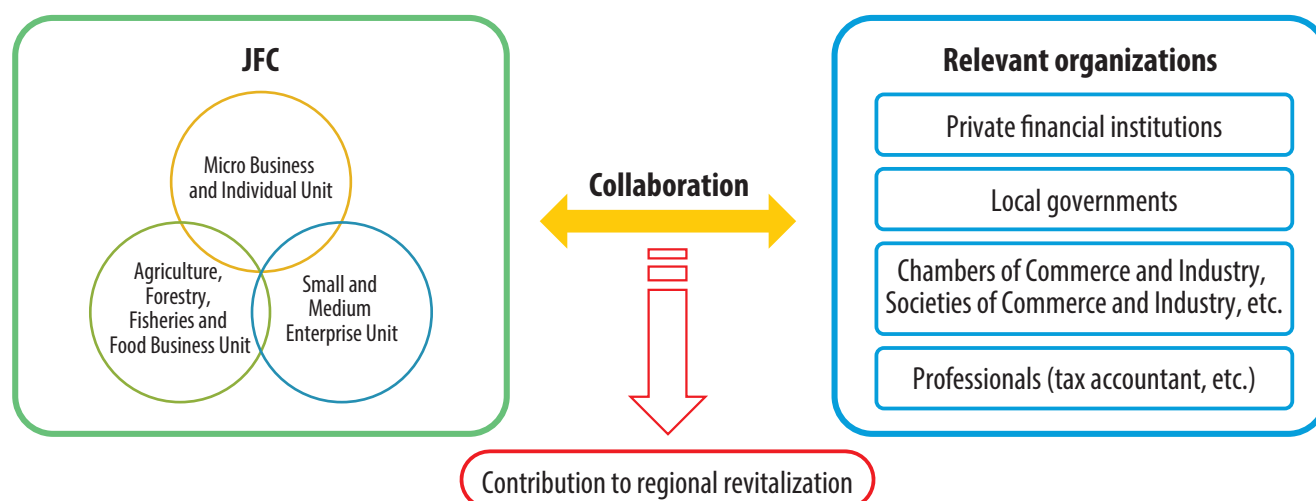 JFC
Micro Business
and Individual Unit
Agriculture,
Forestry,
Fisheries and
Food Business Unit
Small and
Medium
Enterprise Unit
Collaboration
Contribution to regional revitalization
Relevant organizations
Private financial institutions
Local governments
Chambers of Commerce and Industry,
Societies of Commerce and Industry, etc.
Professionals (tax accountant, etc.)